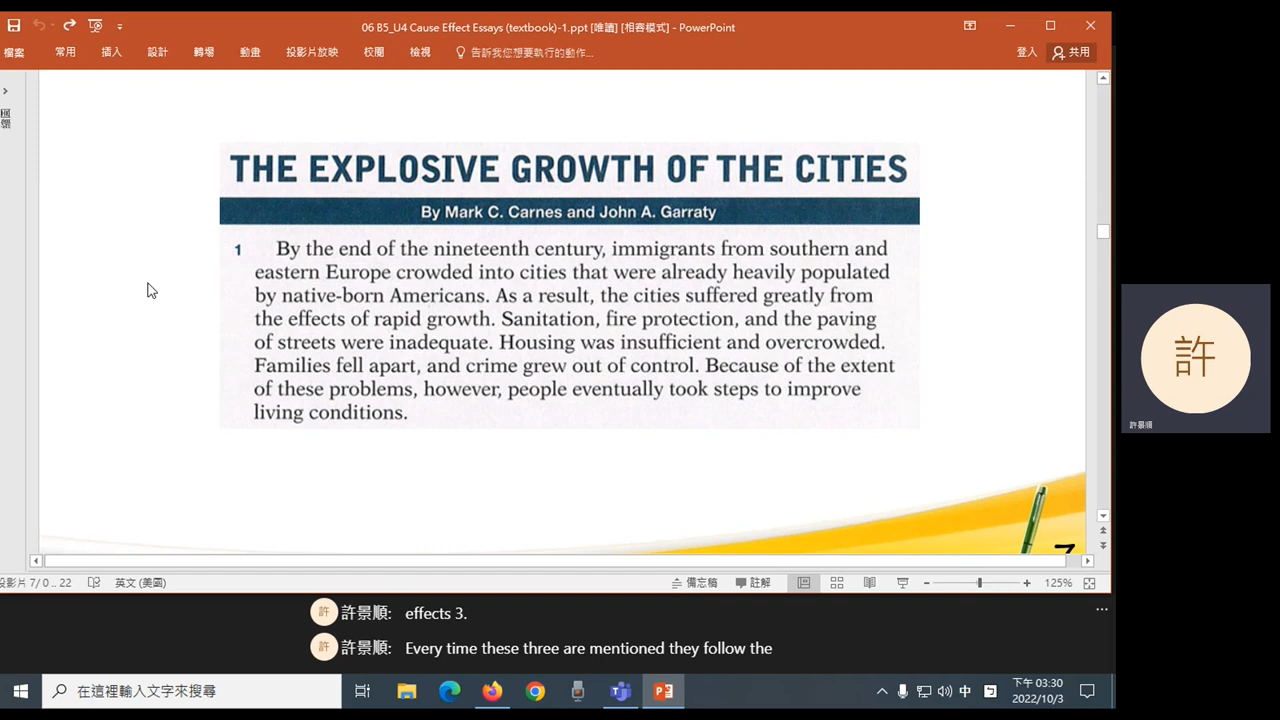 06 B5_U4 Cause Effect Essays (textbook)-1.ppt [唯讀] [相容模式] - PowerPoint
檔案 常用 插入 設計 轉場 動畫 投影片放映 校閱 檢視 告訴我您想要執行的動作... 登入 共用
THE EXPLOSIVE GROWTH OF THE CITIES
By Mark C. Carnes and John A. Garraty
1 By the end of the nineteenth century, immigrants from southern and
eastern Europe crowded into cities that were already heavily populated
by native-born Americans. As a result, the cities suffered greatly from
the effects of rapid growth. Sanitation, fire protection, and the paving
of streets were inadequate. Housing was insufficient and overcrowded.
Families fell apart, and crime grew out of control. Because of the extent
of these problems, however, people eventually took steps to improve
living conditions.
許
許景順
投影片 7/0 .. 22 英文 (美國) 備忘稿 註解 125%
許 許景順: effects 3.
許 許景順: Every time these three are mentioned they follow the
在這裡輸入文字來搜尋
中
下午 03:30
2022/10/3